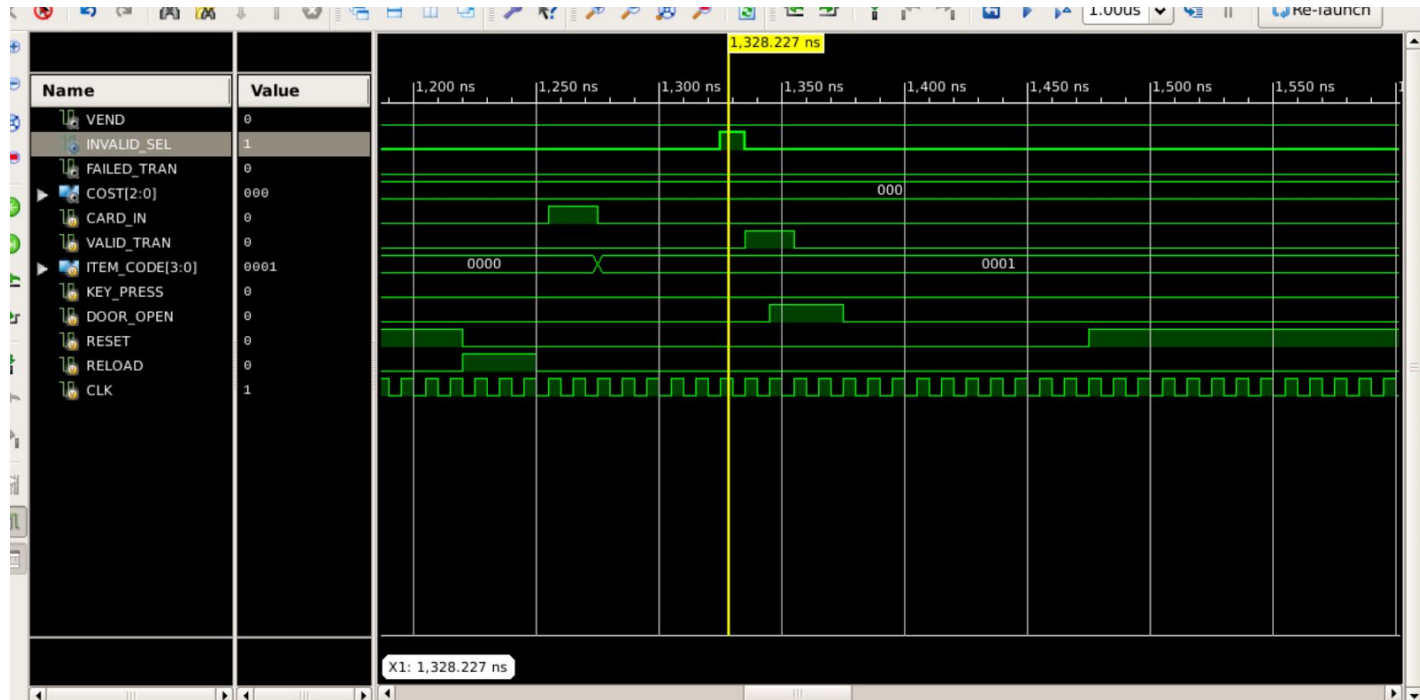 1.00us
Re-launch
1,328.227 ns
Name Value
1,200 ns 1,250 ns 1,300 ns 1,350 ns 1,400 ns 1,450 ns 1,500 ns 1,550 ns
VEND 0
INVALID_SEL 1
FAILED_TRAN 0
COST[2:0] 000 000
CARD_IN 0
VALID_TRAN 0
ITEM_CODE[3:0] 0001 0000 0001
KEY_PRESS 0
DOOR_OPEN 0
RESET 0
RELOAD 0
CLK 1
X1: 1,328.227 ns